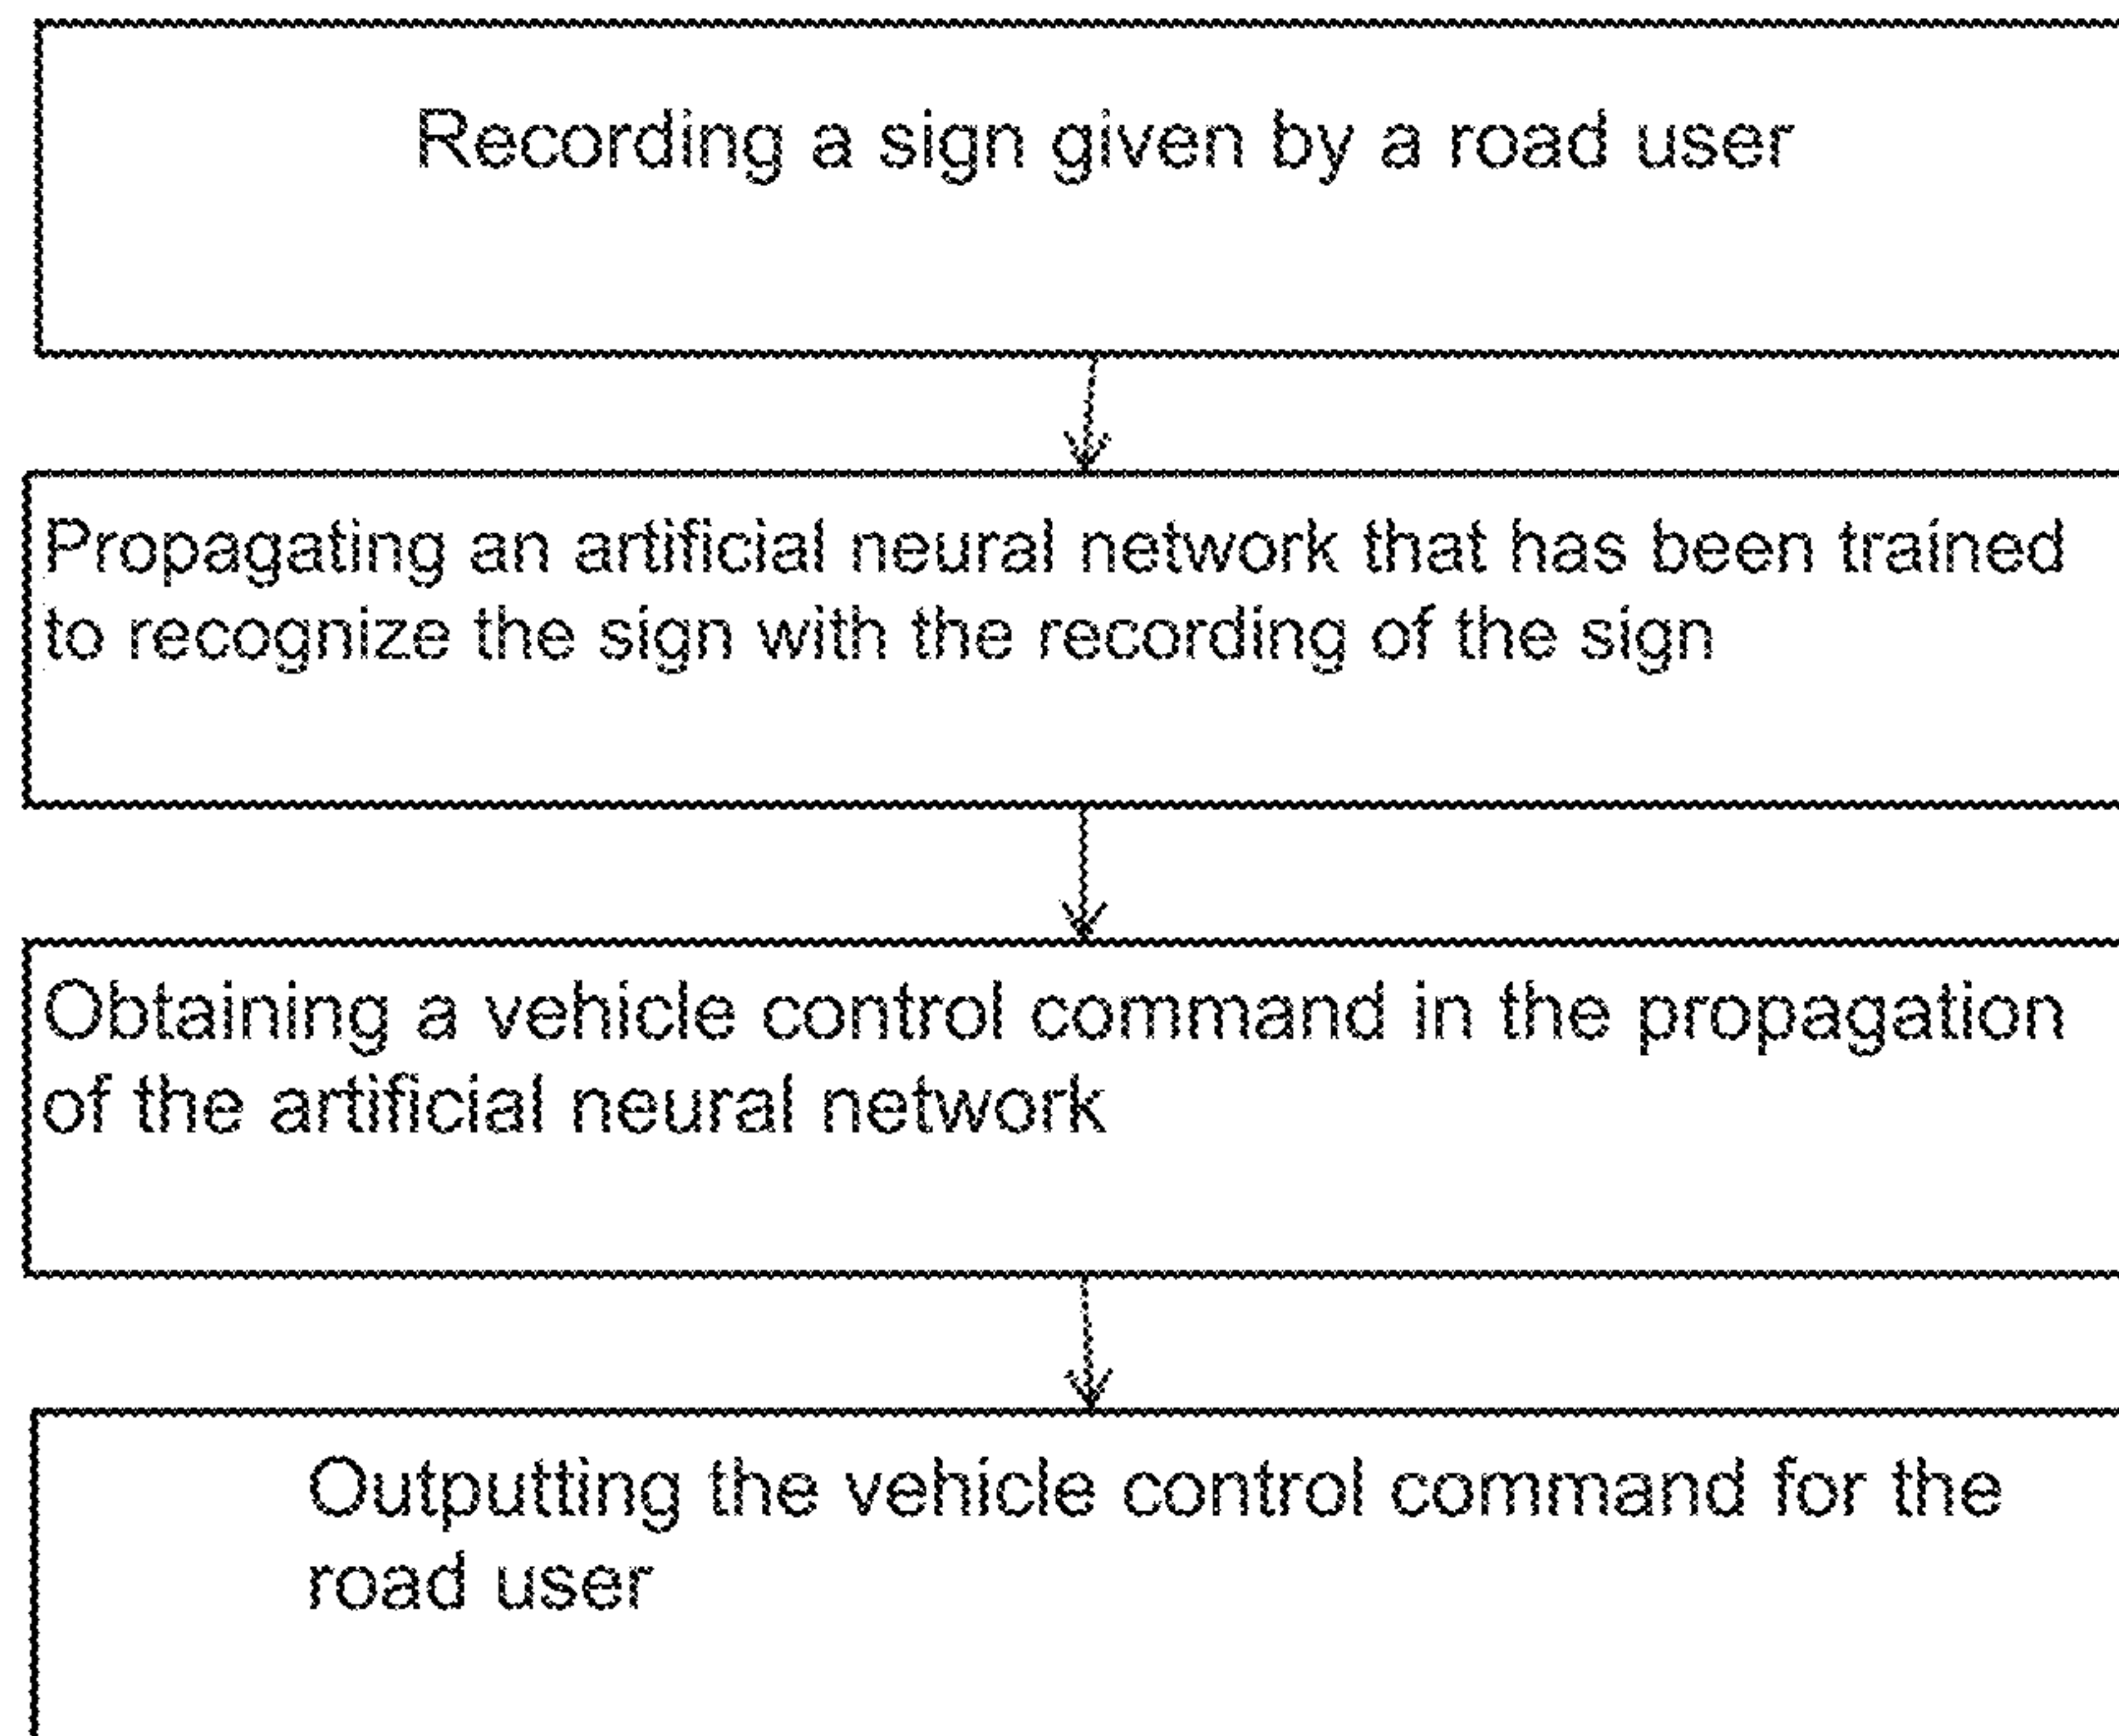 Recording a sign given by a road user
Propagating an artificial neural network that has been trained
to recognize the sign with the recording of the sign
Obtaining a vehicle control command in the propagation
of the artificial neural network
Outputting the vehicle control command for the
road user